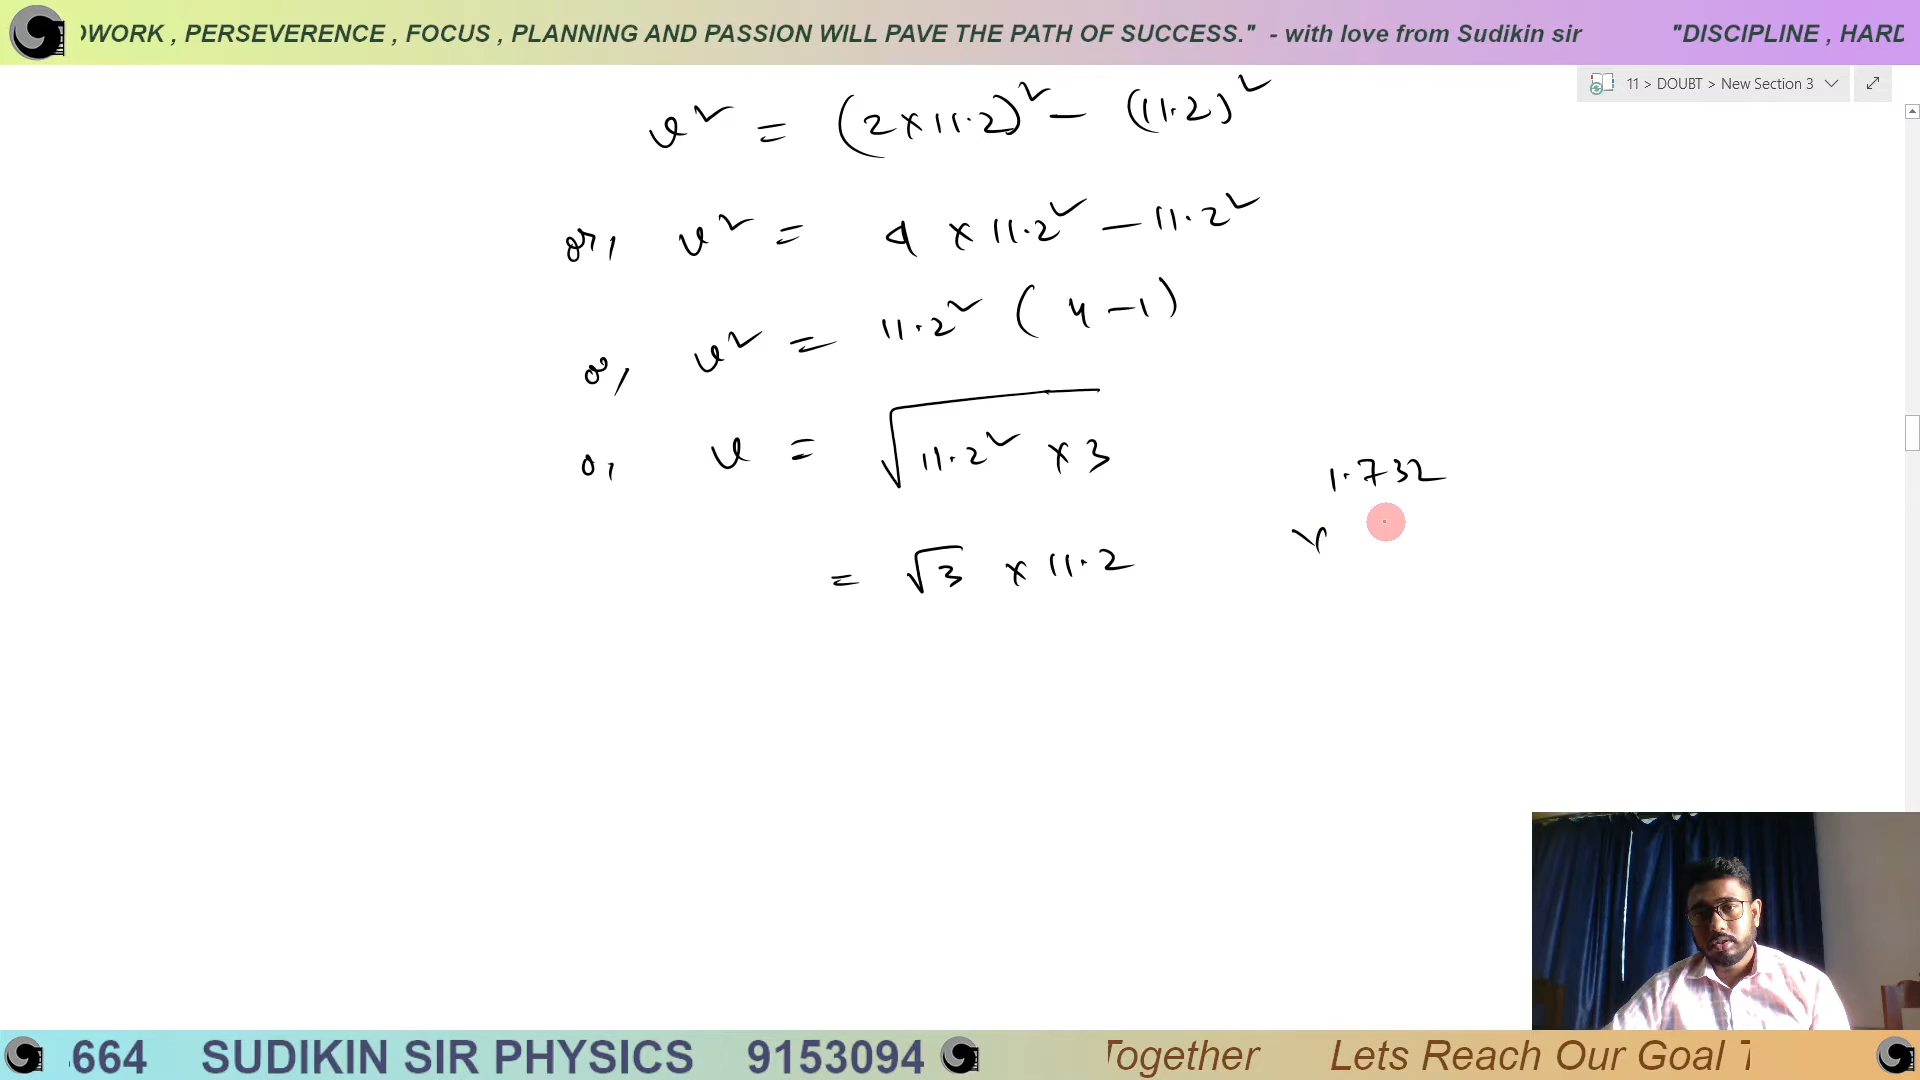 DWORK , PERSEVERENCE , FOCUS , PLANNING AND PASSION WILL PAVE THE PATH OF SUCCESS." - with love from Sudikin sir "DISCIPLINE , HARD
11 > DOUBT > New Section 3
v² = (2×11.2)² − (11.2)²
or, v² = 4 × 11.2² − 11.2²
or, v² = 11.2² (4 − 1)
or, v = √11.2² × 3
1.732
×
= √3 × 11.2
664 SUDIKIN SIR PHYSICS 9153094 Together Lets Reach Our Goal T